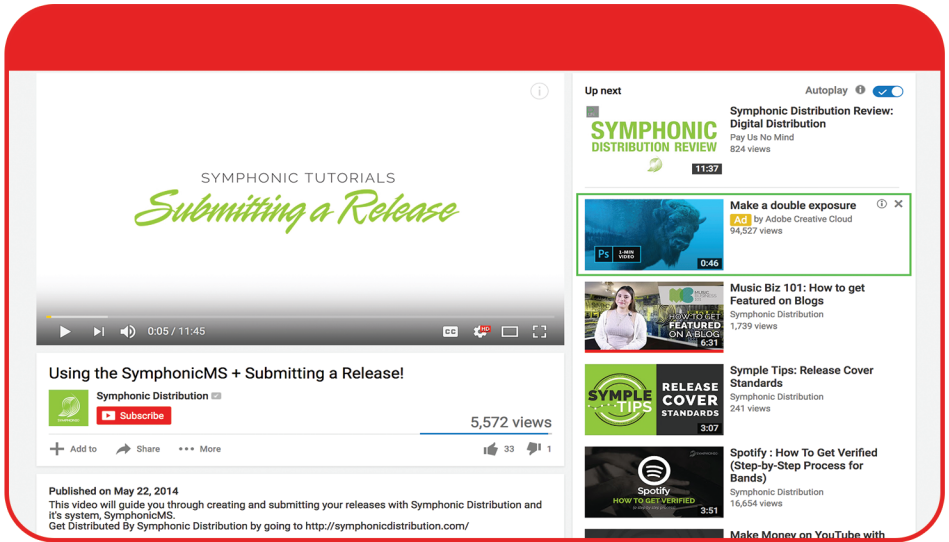 SYMPHONIC TUTORIALS
Submitting a Release
0:05 / 11:45
CC
HD
Using the SymphonicMS + Submitting a Release!
Symphonic Distribution
Subscribe
5,572 views
Add to
Share
More
33
1
Published on May 22, 2014
This video will guide you through creating and submitting your releases with Symphonic Distribution and
it's system, SymphonicMS.
Get Distributed By Symphonic Distribution by going to http://symphonicdistribution.com/
Up next
Autoplay
SYMPHONIC
DISTRIBUTION REVIEW
11:37
Symphonic Distribution Review:
Digital Distribution
Pay Us No Mind
824 views
Ps
1-MIN
VIDEO
0:46
Make a double exposure
Ad by Adobe Creative Cloud
94,527 views
HOW TO GET
FEATURED
ON A BLOG
6:31
Music Biz 101: How to get
Featured on Blogs
Symphonic Distribution
1,739 views
SYMPLE
TIPS
RELEASE
COVER
STANDARDS
3:07
Symple Tips: Release Cover
Standards
Symphonic Distribution
241 views
Spotify
HOW TO GET VERIFIED
3:51
Spotify : How To Get Verified
(Step-by-Step Process for
Bands)
Symphonic Distribution
16,654 views
Make Money on YouTube with